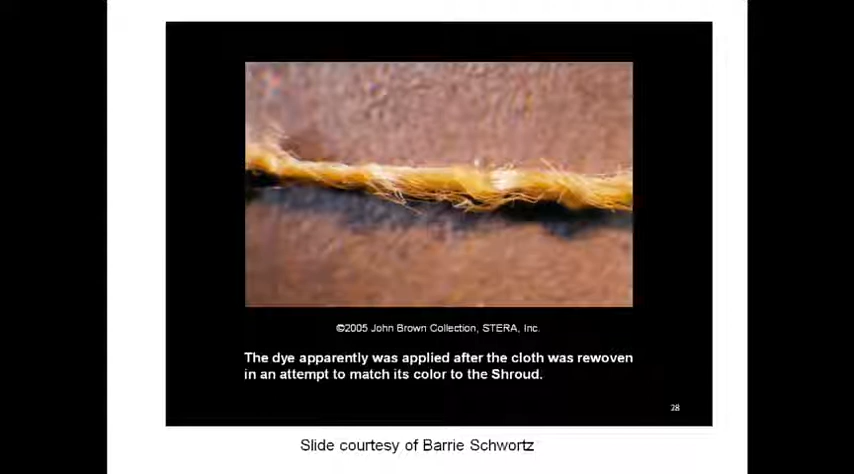 ©2005 John Brown Collection, STERA, Inc.
The dye apparently was applied after the cloth was rewoven
in an attempt to match its color to the Shroud.
28
Slide courtesy of Barrie Schwortz